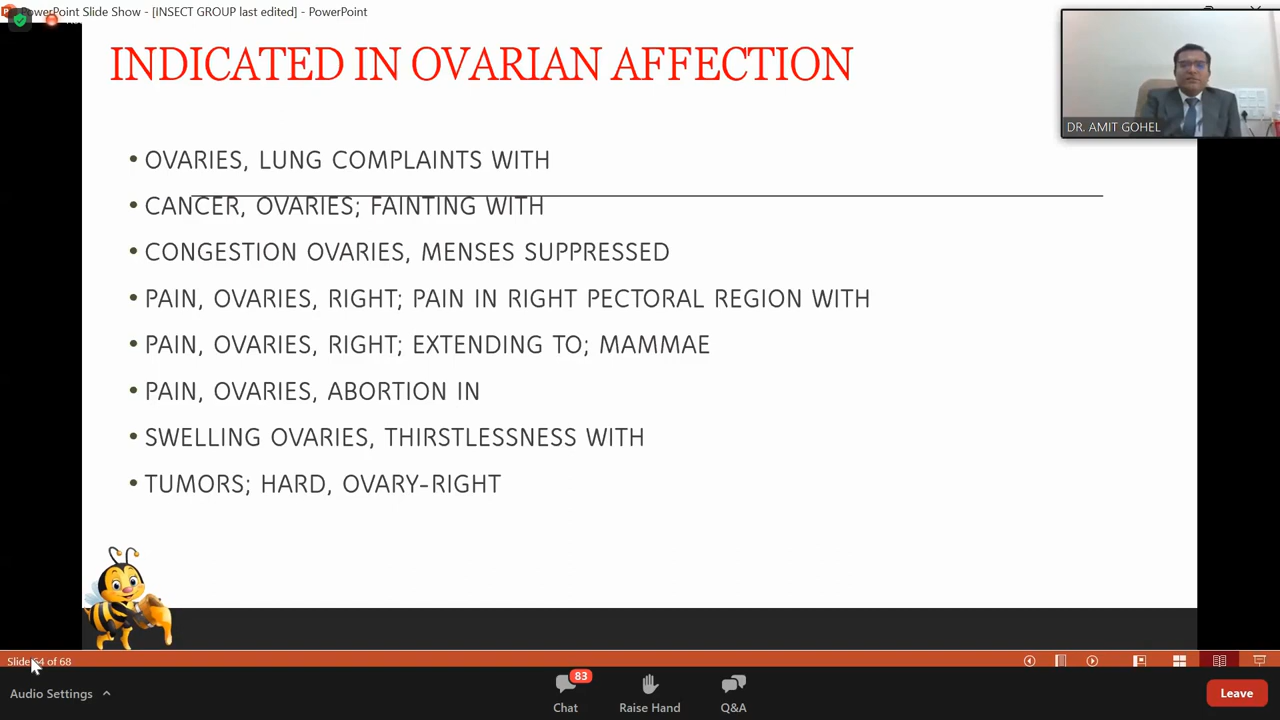 PowerPoint Slide Show - [INSECT GROUP last edited] - PowerPoint
INDICATED IN OVARIAN AFFECTION
DR. AMIT GOHEL
• OVARIES, LUNG COMPLAINTS WITH
• CANCER, OVARIES; FAINTING WITH
• CONGESTION OVARIES, MENSES SUPPRESSED
• PAIN, OVARIES, RIGHT; PAIN IN RIGHT PECTORAL REGION WITH
• PAIN, OVARIES, RIGHT; EXTENDING TO; MAMMAE
• PAIN, OVARIES, ABORTION IN
• SWELLING OVARIES, THIRSTLESSNESS WITH
• TUMORS; HARD, OVARY-RIGHT
Slide 64 of 68
Audio Settings
83
Chat
Raise Hand
Q&A
Leave